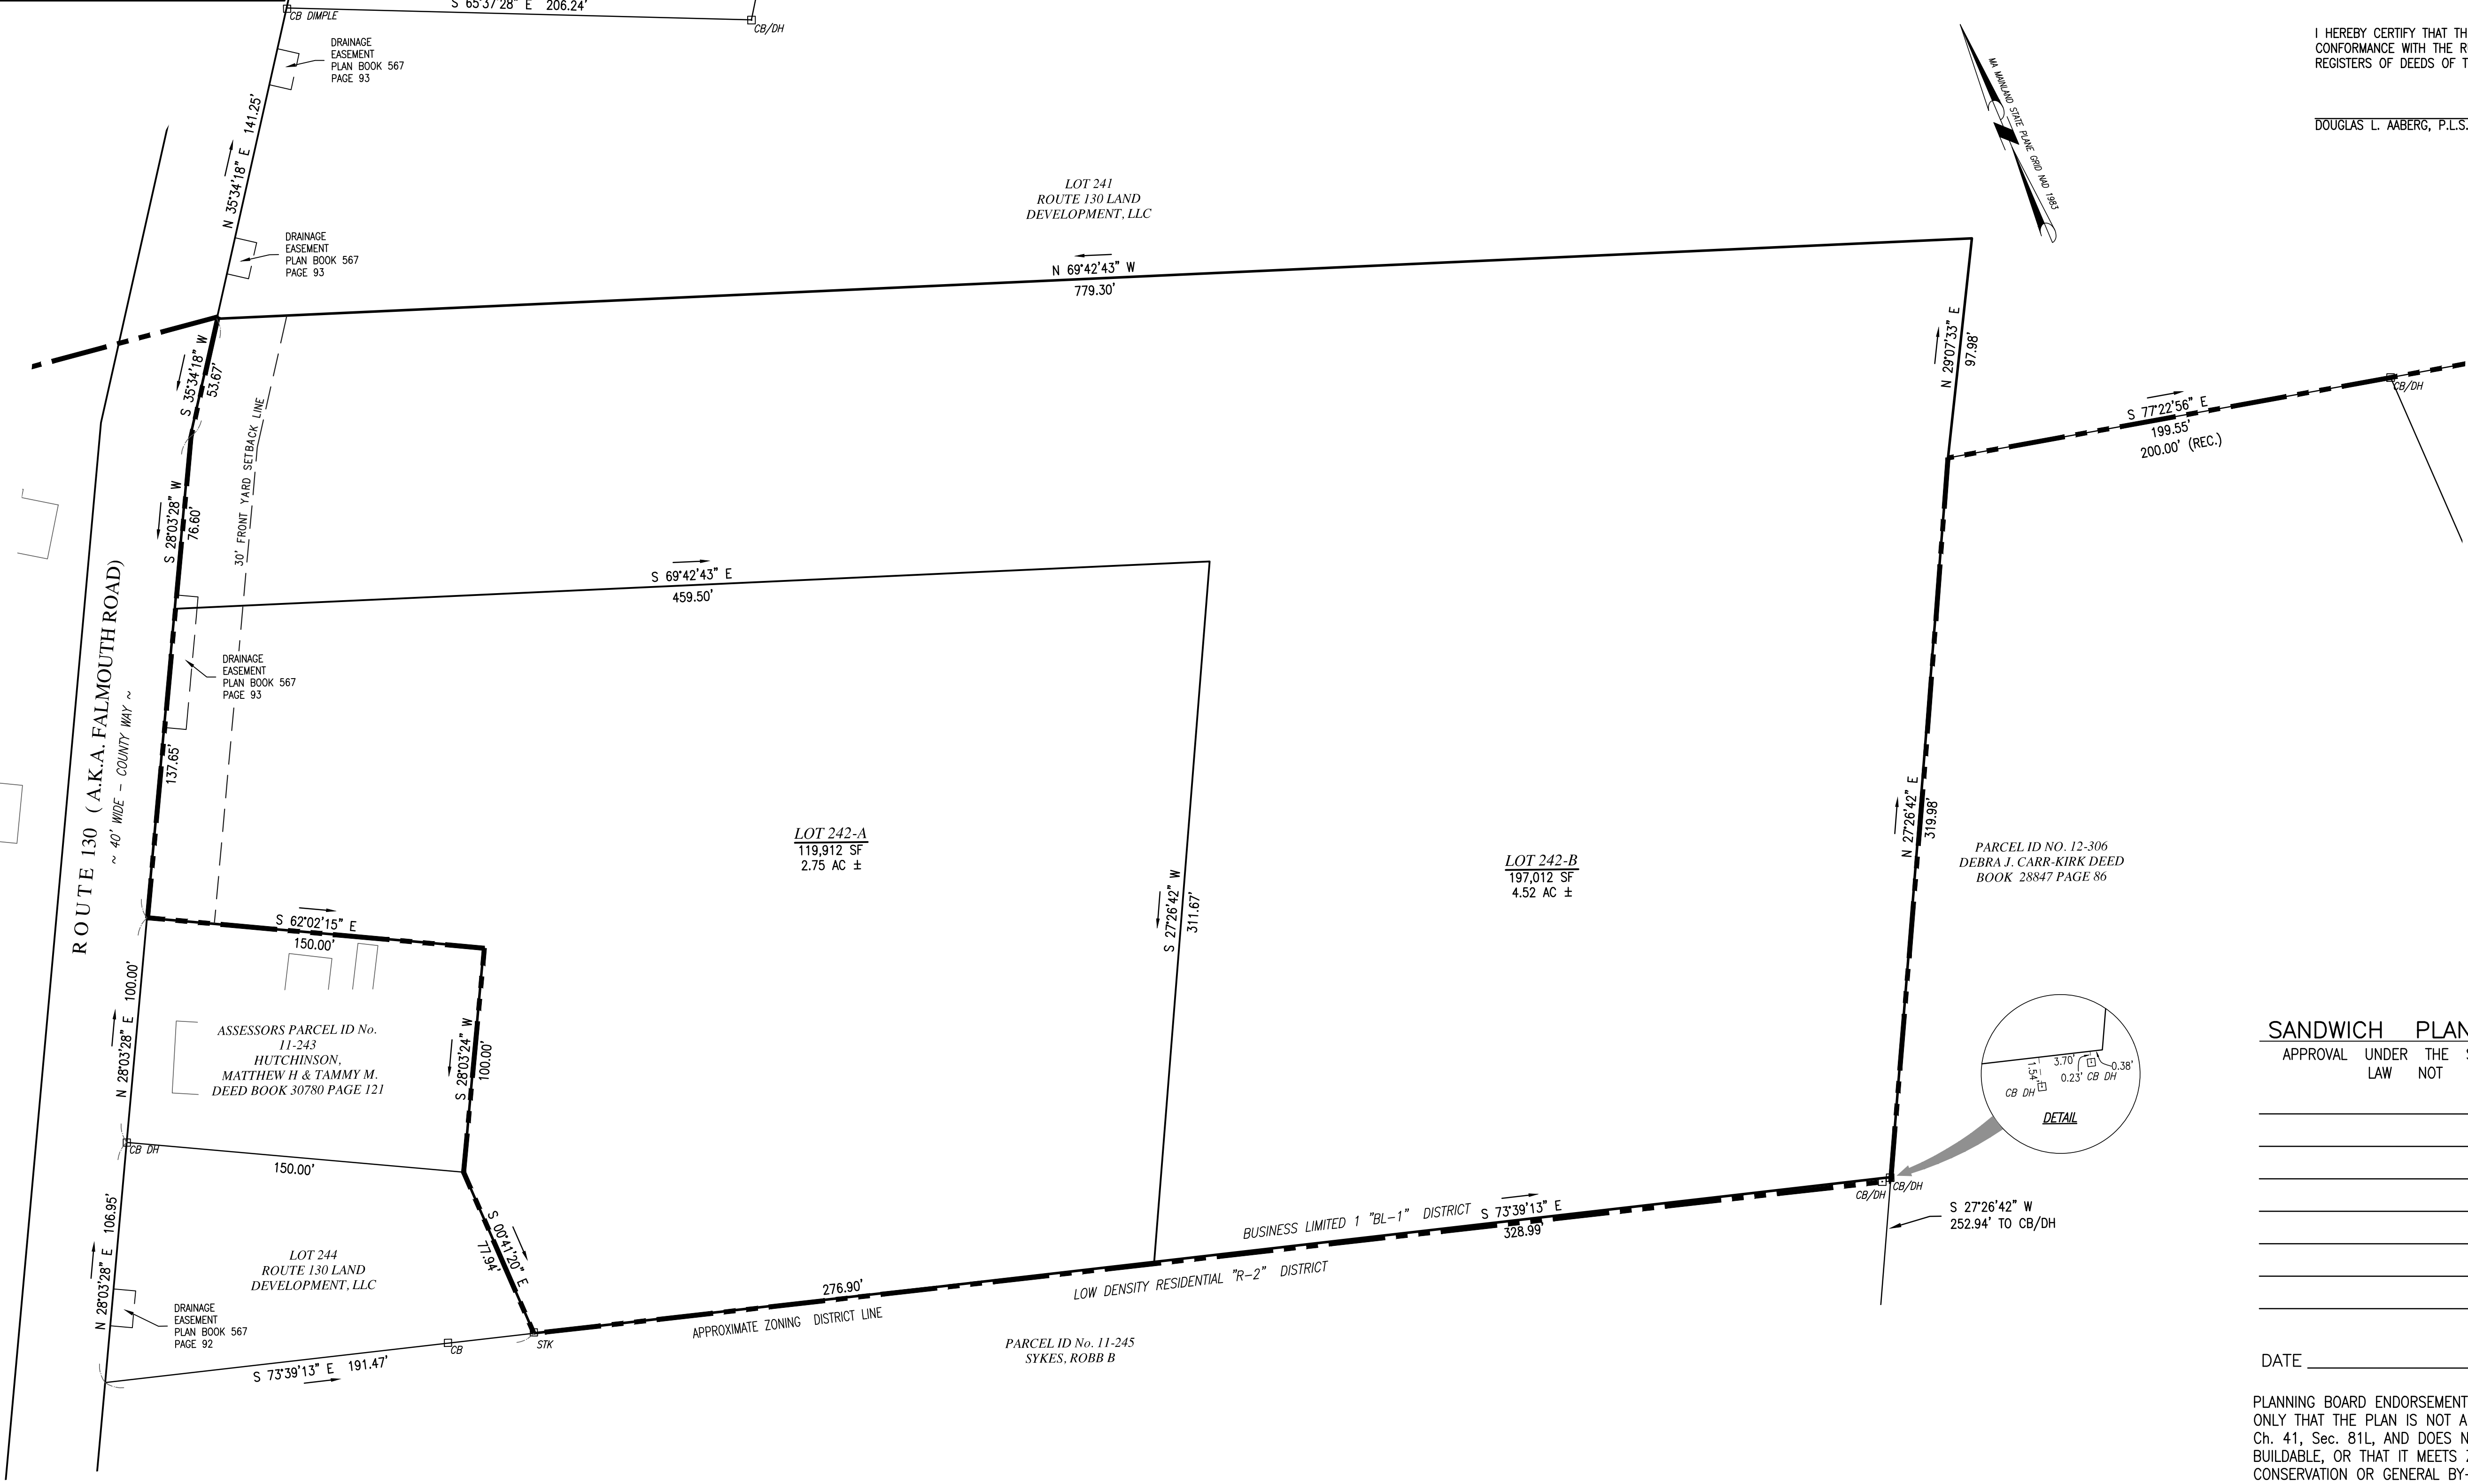 S 65°37'28" E 206.24'
CB DIMPLE
CB/DH
DRAINAGE
EASEMENT
PLAN BOOK 567
PAGE 93
N 35°34'18" E 141.25'
DRAINAGE
EASEMENT
PLAN BOOK 567
PAGE 93
LOT 241
ROUTE 130 LAND
DEVELOPMENT, LLC
MA MAINLAND STATE PLANE GRID NAD 1983
I HEREBY CERTIFY THAT TH
CONFORMANCE WITH THE R
REGISTERS OF DEEDS OF T
DOUGLAS L. AABERG, P.L.S.
N 69°42'43" W
779.30'
S 35°34'18" W
53.67'
N 29°07'33" E
97.98'
S 77°22'56" E
199.55'
200.00' (REC.)
CB/DH
30' FRONT YARD SETBACK LINE
S 28°03'28" W
76.60'
S 69°42'43" E
459.50'
ROUTE 130 ( A.K.A. FALMOUTH ROAD)
~ 40' WIDE - COUNTY WAY ~
DRAINAGE
EASEMENT
PLAN BOOK 567
PAGE 93
137.65'
LOT 242-A
119,912 SF
2.75 AC ±
S 27°26'42" W
311.67'
LOT 242-B
197,012 SF
4.52 AC ±
N 27°26'42" E
319.98'
PARCEL ID NO. 12-306
DEBRA J. CARR-KIRK DEED
BOOK 28847 PAGE 86
S 62°02'15" E
150.00'
N 28°03'28" E 100.00'
ASSESSORS PARCEL ID No.
11-243
HUTCHINSON,
MATTHEW H & TAMMY M.
DEED BOOK 30780 PAGE 121
S 28°03'24" W
100.00'
CB DH
150.00'
3.70'
0.38'
1.54'
0.23' CB DH
CB DH
DETAIL
SANDWICH PLAN
APPROVAL UNDER THE S
LAW NOT
N 28°03'28" E 106.95'
LOT 244
ROUTE 130 LAND
DEVELOPMENT, LLC
S 00°41'20" E
77.94'
DRAINAGE
EASEMENT
PLAN BOOK 567
PAGE 92
S 73°39'13" E 191.47'
CB
STK
276.90'
APPROXIMATE ZONING DISTRICT LINE
BUSINESS LIMITED 1 "BL-1" DISTRICT
S 73°39'13" E
328.99'
LOW DENSITY RESIDENTIAL "R-2" DISTRICT
PARCEL ID No. 11-245
SYKES, ROBB B
CB/DH
CB/DH
S 27°26'42" W
252.94' TO CB/DH
DATE
PLANNING BOARD ENDORSEMENT
ONLY THAT THE PLAN IS NOT A
Ch. 41, Sec. 81L, AND DOES N
BUILDABLE, OR THAT IT MEETS
CONSERVATION OR GENERAL BY-